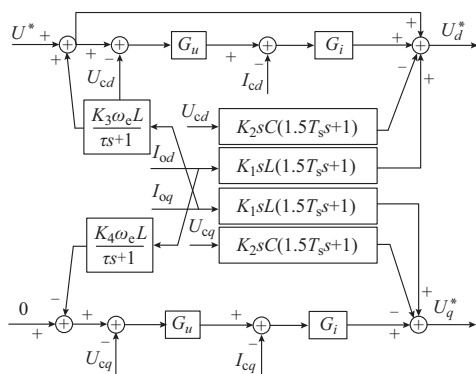 U* + + + − G_u + − G_i + + + U_d*
+ − +
U_cd I_cd
K_3ω_eL
τs+1
U_cd K_2sC(1.5T_ss+1)
I_od K_1sL(1.5T_ss+1)
I_oq K_1sL(1.5T_ss+1)
U_cq K_2sC(1.5T_ss+1)
K_4ω_eL
τs+1
− − +
0 + + − G_u + − G_i + U_q*
U_cq I_cq